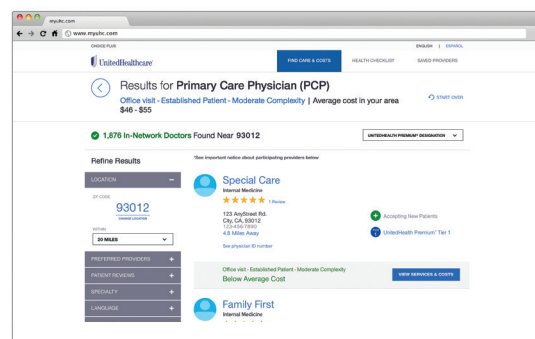 myuhc.com
www.myuhc.com
CHOICE PLUS
ENGLISH | ESPAÑOL
UnitedHealthcare
FIND CARE & COSTS
HEALTH CHECKLIST
SAVED PROVIDERS
Results for Primary Care Physician (PCP)
Office visit - Established Patient - Moderate Complexity | Average cost in your area
$46 - $55
START OVER
1,876 In-Network Doctors Found Near 93012
UNITEDHEALTH PREMIUM® DESIGNATION
Refine Results
*See important notice about participating providers below
LOCATION
ZIP CODE
93012
CHANGE LOCATION
WITHIN
20 MILES
PREFERRED PROVIDERS
PATIENT REVIEWS
SPECIALTY
LANGUAGE
Special Care
Internal Medicine
1 Review
123 AnyStreet Rd.
City, CA, 93012
123-456-7890
4.8 Miles Away
See physician ID number
Accepting New Patients
UnitedHealth Premium® Tier 1
Office visit - Established Patient - Moderate Complexity
Below Average Cost
VIEW SERVICES & COSTS
Family First
Internal Medicine